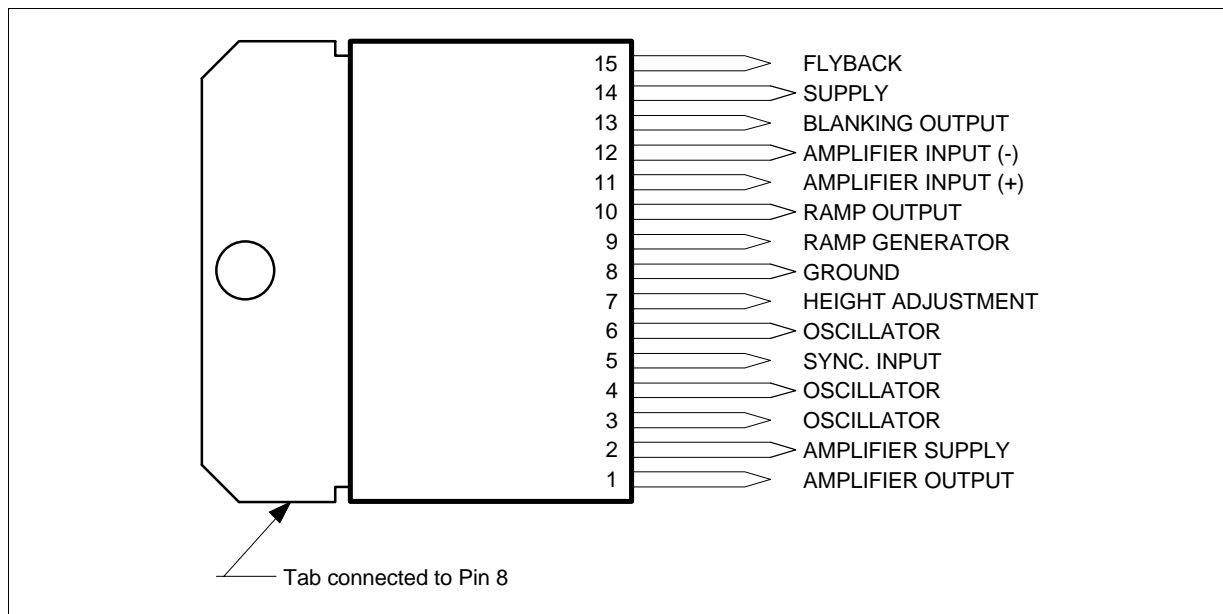 15 FLYBACK
14 SUPPLY
13 BLANKING OUTPUT
12 AMPLIFIER INPUT (-)
11 AMPLIFIER INPUT (+)
10 RAMP OUTPUT
9 RAMP GENERATOR
8 GROUND
7 HEIGHT ADJUSTMENT
6 OSCILLATOR
5 SYNC. INPUT
4 OSCILLATOR
3 OSCILLATOR
2 AMPLIFIER SUPPLY
1 AMPLIFIER OUTPUT
Tab connected to Pin 8